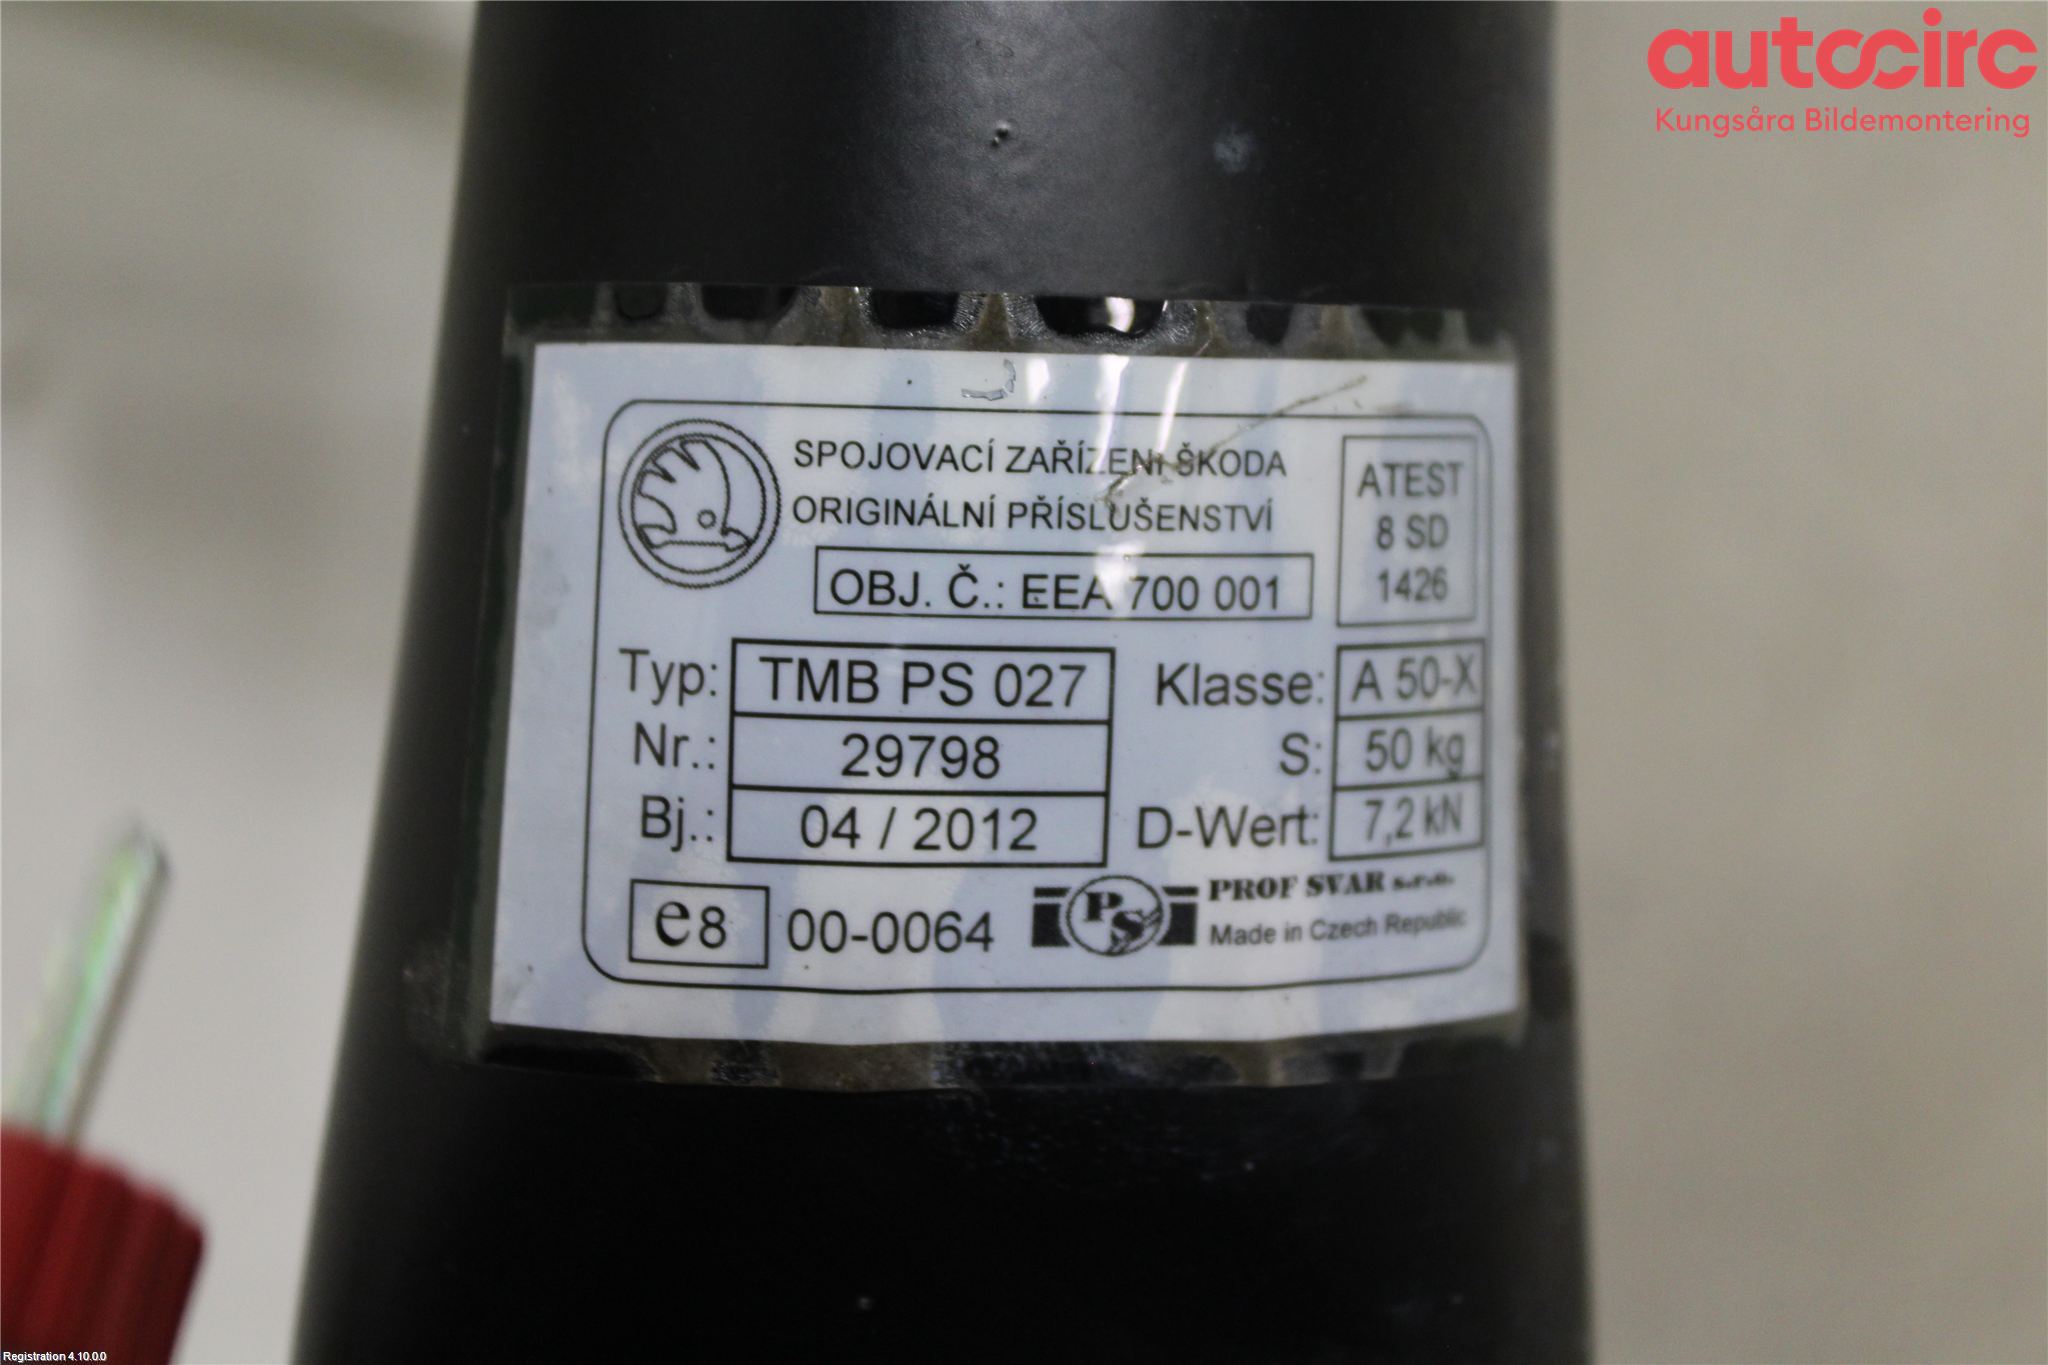 autocirc
Kungsåra Bildemontering
SPOJOVACÍ ZAŘÍZENÍ ŠKODA
ORIGINÁLNÍ PŘÍSLUŠENSTVÍ
OBJ. Č.: EEA 700 001
ATEST
8 SD
1426
Typ: TMB PS 027 Klasse: A 50-X
Nr.: 29798 S: 50 kg
Bj.: 04 / 2012 D-Wert: 7,2 kN
e8 00-0064 PS PROF SVAR s.r.o.
Made in Czech Republic
Registration 4.10.0.0